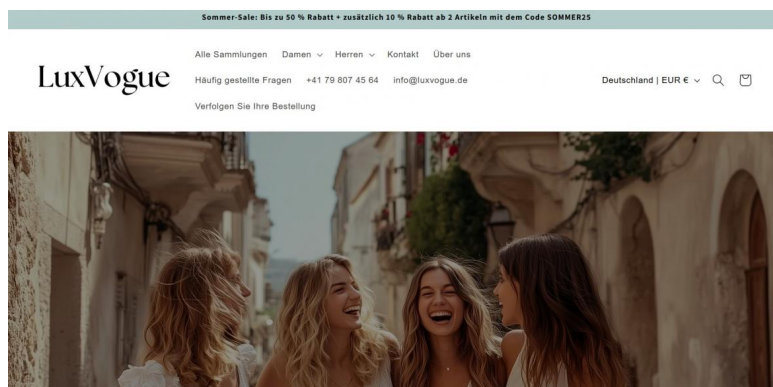 Sommer-Sale: Bis zu 50 % Rabatt + zusätzlich 10 % Rabatt ab 2 Artikeln mit dem Code SOMMER25
LuxVogue
Alle Sammlungen Damen Herren Kontakt Über uns
Häufig gestellte Fragen +41 79 807 45 64 info@luxvogue.de
Verfolgen Sie Ihre Bestellung
Deutschland | EUR €